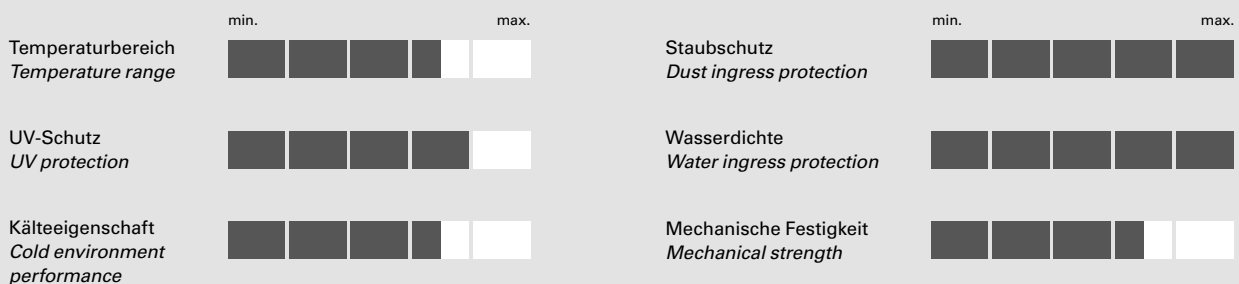 min. max.
Temperaturbereich
Temperature range
UV-Schutz
UV protection
Kälteeigenschaft
Cold environment
performance
min. max.
Staubschutz
Dust ingress protection
Wasserdichte
Water ingress protection
Mechanische Festigkeit
Mechanical strength